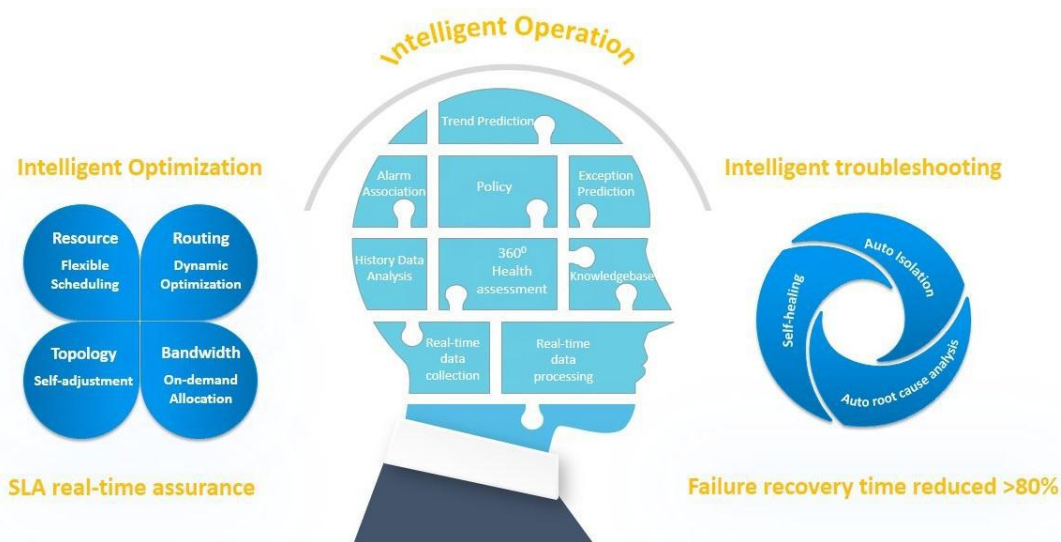 Intelligent Operation
Intelligent Optimization
Resource
Flexible
Scheduling
Routing
Dynamic
Optimization
Topology
Self-adjustment
Bandwidth
On-demand
Allocation
SLA real-time assurance
Trend Prediction
Alarm
Association
Policy
Exception
Prediction
History Data
Analysis
360⁰
Health
assessment
Knowledgebase
Real-time
data
collection
Real-time
data
processing
Intelligent troubleshooting
Auto Isolation
Self-healing
Auto root cause analysis
Failure recovery time reduced >80%